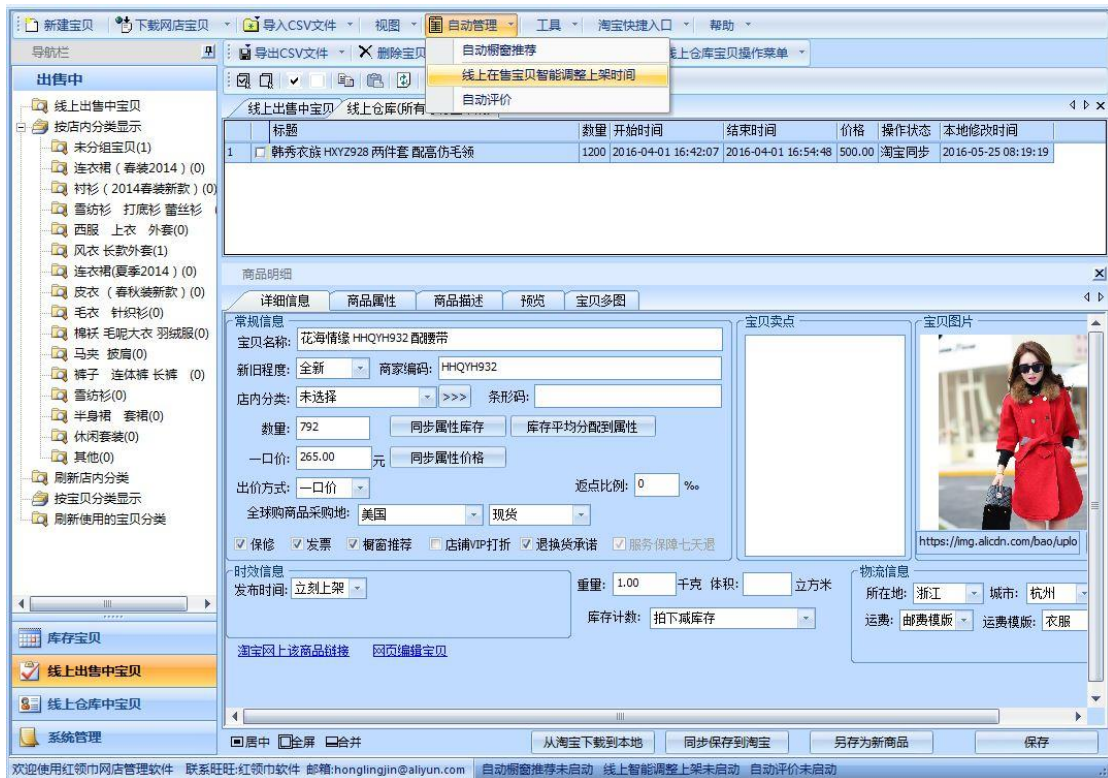 新建宝贝 下载网店宝贝 导入CSV文件 视图 自动管理 工具 淘宝快捷入口 帮助
导航栏
导出CSV文件 删除宝贝 线上仓库宝贝操作菜单
自动橱窗推荐
线上在售宝贝智能调整上架时间
自动评价
出售中
线上出售中宝贝
按店内分类显示
未分组宝贝(1)
连衣裙（春装2014）(0)
衬衫（2014春装新款）(0)
雪纺衫 打底衫 蕾丝衫
西服 上衣 外套(0)
风衣 长款外套(1)
连衣裙(夏季2014）(0)
皮衣（春秋装新款）(0)
毛衣 针织衫(0)
棉袄 毛呢大衣 羽绒服(0)
马夹 披肩(0)
裤子 连体裤 长裤 (0)
雪纺衫(0)
半身裙 套裙(0)
休闲套装(0)
其他(0)
刷新店内分类
按宝贝分类显示
刷新使用的宝贝分类
库存宝贝
线上出售中宝贝
线上仓库中宝贝
系统管理
线上出售中宝贝 线上仓库(所有
标题 数量 开始时间 结束时间 价格 操作状态 本地修改时间
1 韩秀衣族 HXYZ928 两件套 配高仿毛领 1200 2016-04-01 16:42:07 2016-04-01 16:54:48 500.00 淘宝同步 2016-05-25 08:19:19
商品明细
详细信息 商品属性 商品描述 预览 宝贝多图
常规信息 宝贝卖点 宝贝图片
宝贝名称: 花海情缘 HHQYH932 配腰带
新旧程度: 全新 商家编码: HHQYH932
店内分类: 未选择 >>> 条形码:
数量: 792 同步属性库存 库存平均分配到属性
一口价: 265.00 元 同步属性价格
出价方式: 一口价 返点比例: 0 ‰
全球购商品采购地: 美国 现货
保修 发票 橱窗推荐 店铺VIP打折 退换货承诺 服务保障七天退
https://img.alicdn.com/bao/uplo
时效信息 物流信息
发布时间: 立刻上架 重量: 1.00 千克 体积: 立方米 所在地: 浙江 城市: 杭州
库存计数: 拍下减库存 运费: 邮费模版 运费模版: 衣服
淘宝网上该商品链接 网页编辑宝贝
居中 全屏 合并 从淘宝下载到本地 同步保存到淘宝 另存为新商品 保存
欢迎使用红领巾网店管理软件 联系旺旺:红领巾软件 邮箱:honglingjin@aliyun.com 自动橱窗推荐未启动 线上智能调整上架未启动 自动评价未启动